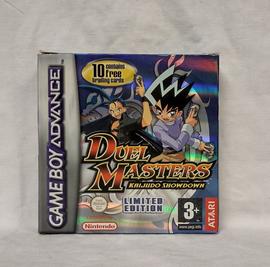 GAME BOY ADVANCE
10 contains
free
trading cards
DUEL
MASTERS
KAIJUDO SHOWDOWN
LIMITED
EDITION
Nintendo
3+
www.pegi.info
ATARI